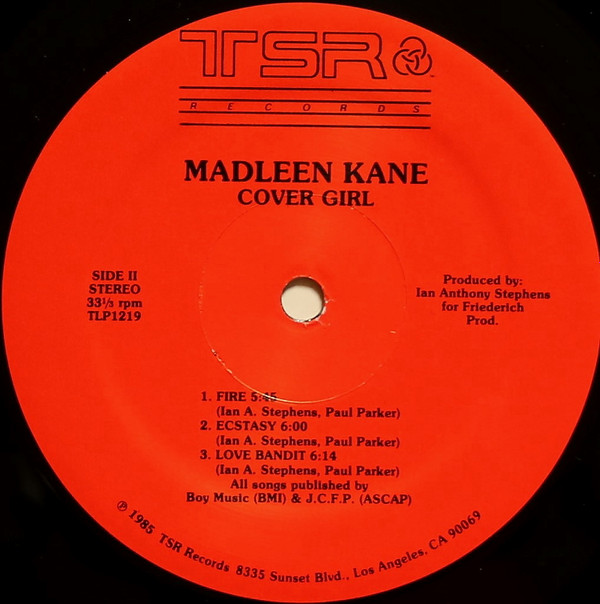 TSR
RECORDS
MADLEEN KANE
COVER GIRL
SIDE II
STEREO
33⅓ rpm
TLP1219
Produced by:
Ian Anthony Stephens
for Friederich
Prod.
1. FIRE 5:45
(Ian A. Stephens, Paul Parker)
2. ECSTASY 6:00
(Ian A. Stephens, Paul Parker)
3. LOVE BANDIT 6:14
(Ian A. Stephens, Paul Parker)
All songs published by
Boy Music (BMI) & J.C.F.P. (ASCAP)
℗ 1985 TSR Records 8335 Sunset Blvd., Los Angeles, CA 90069